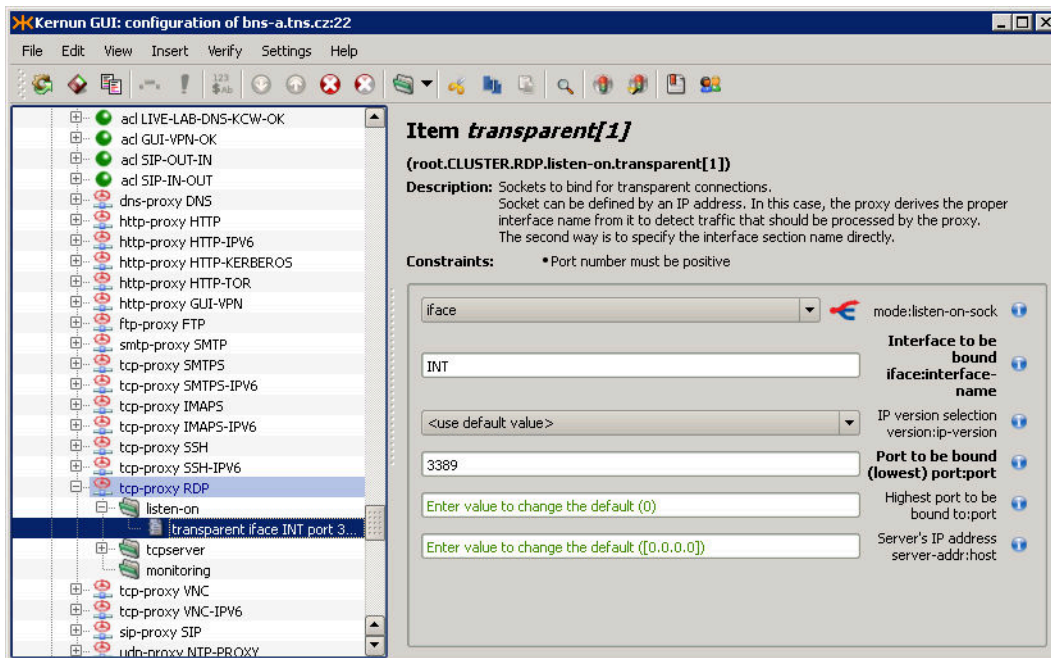 Kernun GUI: configuration of bns-a.tns.cz:22
File Edit View Insert Verify Settings Help
acl LIVE-LAB-DNS-KCW-OK
acl GUI-VPN-OK
acl SIP-OUT-IN
acl SIP-IN-OUT
dns-proxy DNS
http-proxy HTTP
http-proxy HTTP-IPV6
http-proxy HTTP-KERBEROS
http-proxy HTTP-TOR
http-proxy GUI-VPN
ftp-proxy FTP
smtp-proxy SMTP
tcp-proxy SMTPS
tcp-proxy SMTPS-IPV6
tcp-proxy IMAPS
tcp-proxy IMAPS-IPV6
tcp-proxy SSH
tcp-proxy SSH-IPV6
tcp-proxy RDP
listen-on
transparent iface INT port 3...
tcpserver
monitoring
tcp-proxy VNC
tcp-proxy VNC-IPV6
sip-proxy SIP
udp-proxy NTP-PROXY
Item transparent[1]
(root.CLUSTER.RDP.listen-on.transparent[1])
Description: Sockets to bind for transparent connections.
Socket can be defined by an IP address. In this case, the proxy derives the proper
interface name from it to detect traffic that should be processed by the proxy.
The second way is to specify the interface section name directly.
Constraints: •Port number must be positive
iface mode:listen-on-sock
Interface to be
bound
INT
iface:interface-
name
<use default value>
IP version selection
version:ip-version
3389
Port to be bound
(lowest) port:port
Enter value to change the default (0)
Highest port to be
bound to:port
Enter value to change the default ([0.0.0.0])
Server's IP address
server-addr:host